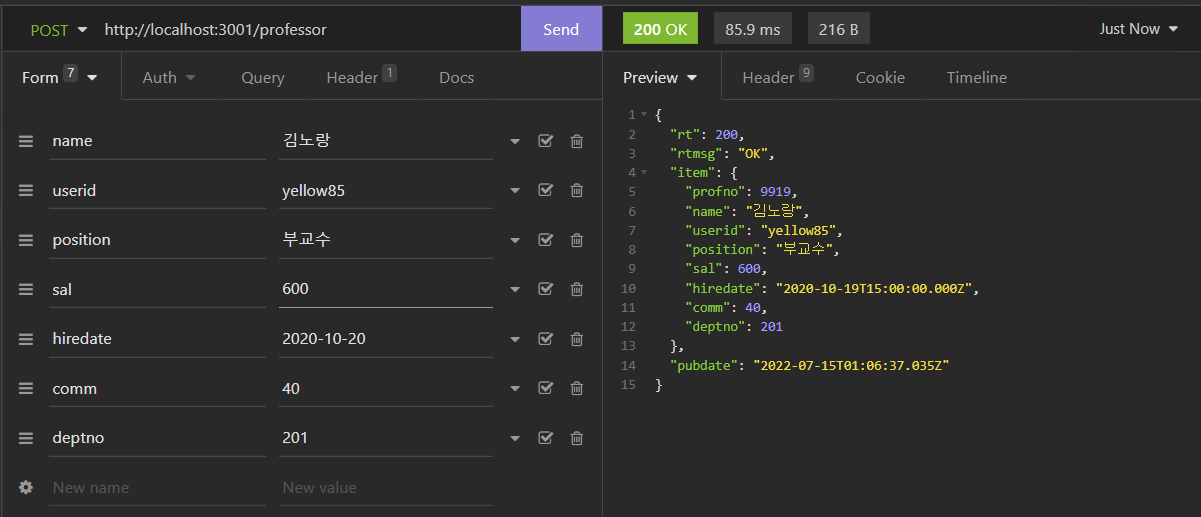 POST http://localhost:3001/professor Send 200 OK 85.9 ms 216 B Just Now
Form 7 Auth Query Header 1 Docs
Preview Header 9 Cookie Timeline
name 김노랑
userid yellow85
position 부교수
sal 600
hiredate 2020-10-20
comm 40
deptno 201
New name New value
1 {
2 "rt": 200,
3 "rtmsg": "OK",
4 "item": {
5 "profno": 9919,
6 "name": "김노랑",
7 "userid": "yellow85",
8 "position": "부교수",
9 "sal": 600,
10 "hiredate": "2020-10-19T15:00:00.000Z",
11 "comm": 40,
12 "deptno": 201
13 },
14 "pubdate": "2022-07-15T01:06:37.035Z"
15 }